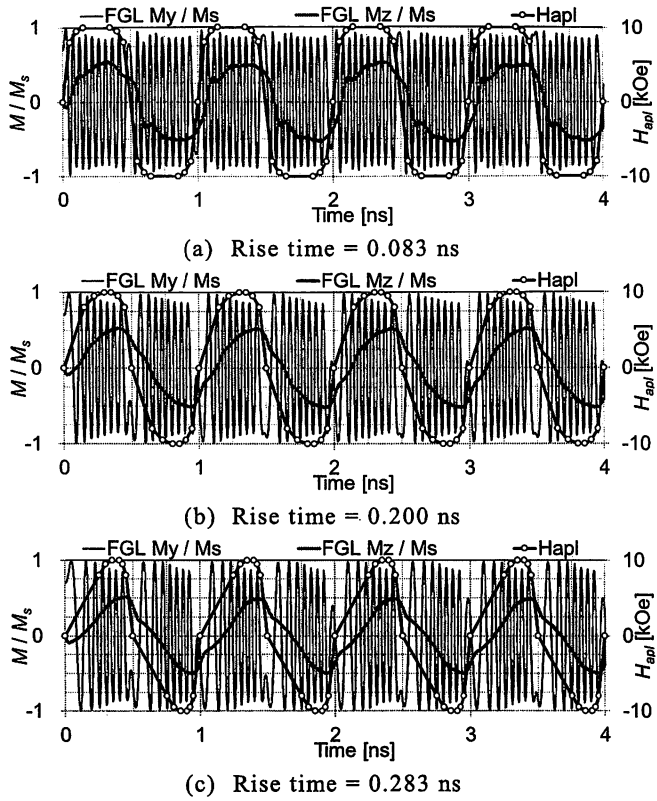 FGL My / Ms FGL Mz / Ms Hapl
1 10
M / Ms 0 0 Hapl [kOe]
-1 -10
0 1 2 3 4
Time [ns]
(a) Rise time = 0.083 ns
FGL My / Ms FGL Mz / Ms Hapl
1 10
M / Ms 0 0 Hapl [kOe]
-1 -10
0 1 2 3 4
Time [ns]
(b) Rise time = 0.200 ns
FGL My / Ms FGL Mz / Ms Hapl
1 10
M / Ms 0 0 Hapl [kOe]
-1 -10
0 1 2 3 4
Time [ns]
(c) Rise time = 0.283 ns